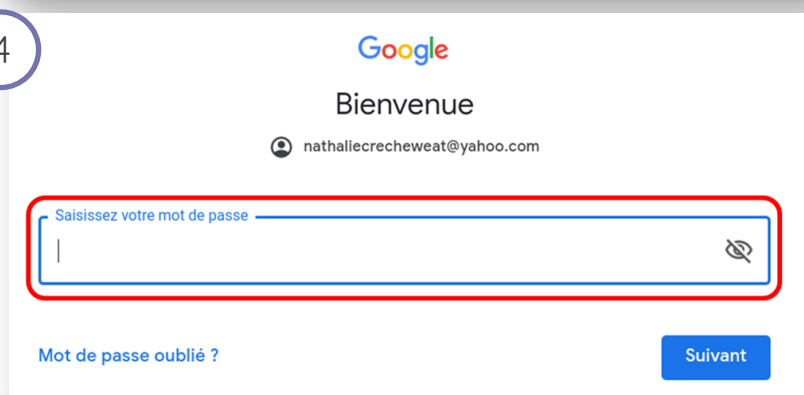 4
Google
Bienvenue
nathaliecrecheweat@yahoo.com
Saisissez votre mot de passe
Mot de passe oublié ?
Suivant